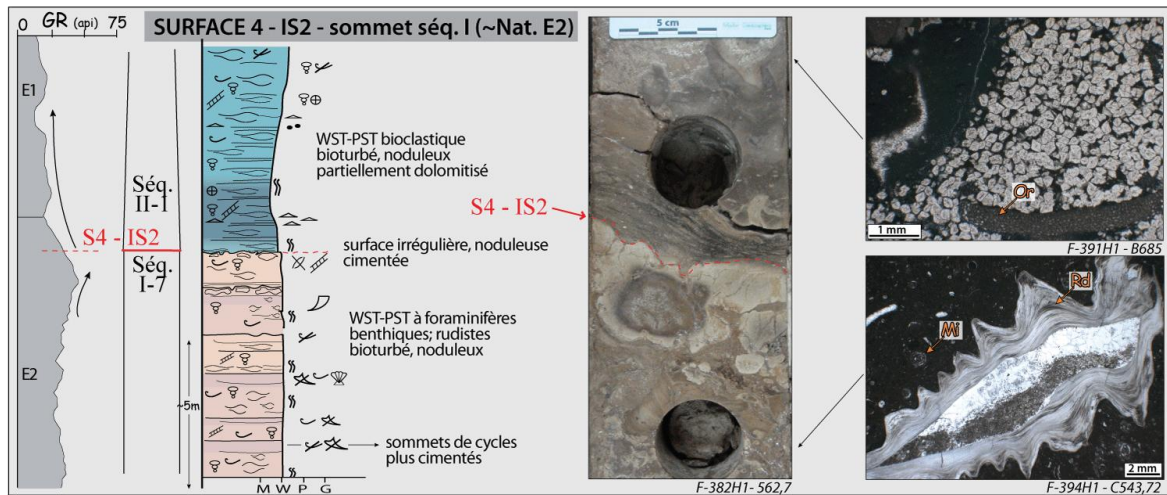 0 GR (api) 75
SURFACE 4 - IS2 - sommet séq. I (~Nat. E2)
E1
Séq.
II-1
S4 - IS2
Séq.
I-7
E2
~5m
WST-PST bioclastique
bioturbé, noduleux
partiellement dolomitisé
surface irrégulière, noduleuse
cimentée
WST-PST à foraminifères
benthiques; rudistes
bioturbé, noduleux
sommets de cycles
plus cimentés
M W P G
5 cm
S4 - IS2
F-382H1- 562,7
Or
1 mm
F-391H1 - B685
Rd
Mi
2 mm
F-394H1 - C543,72